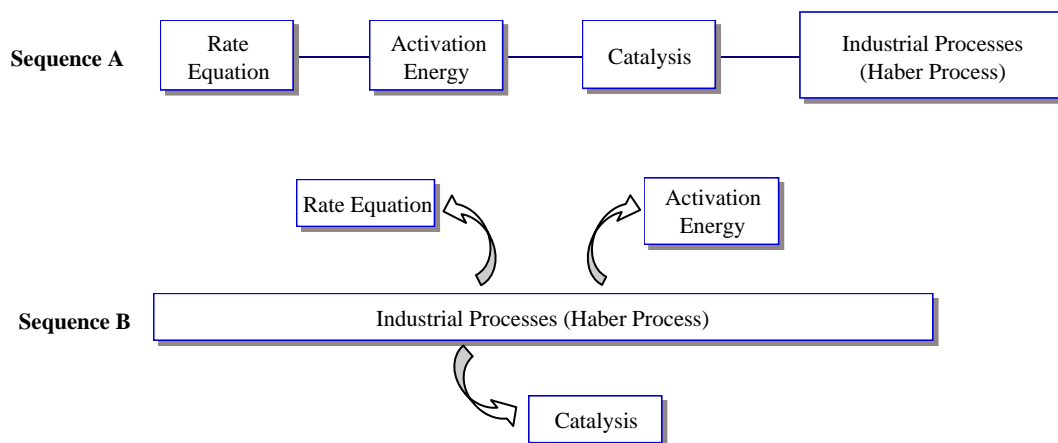 Sequence A
Rate
Equation
Activation
Energy
Catalysis
Industrial Processes
(Haber Process)
Rate Equation
Activation
Energy
Sequence B
Industrial Processes (Haber Process)
Catalysis